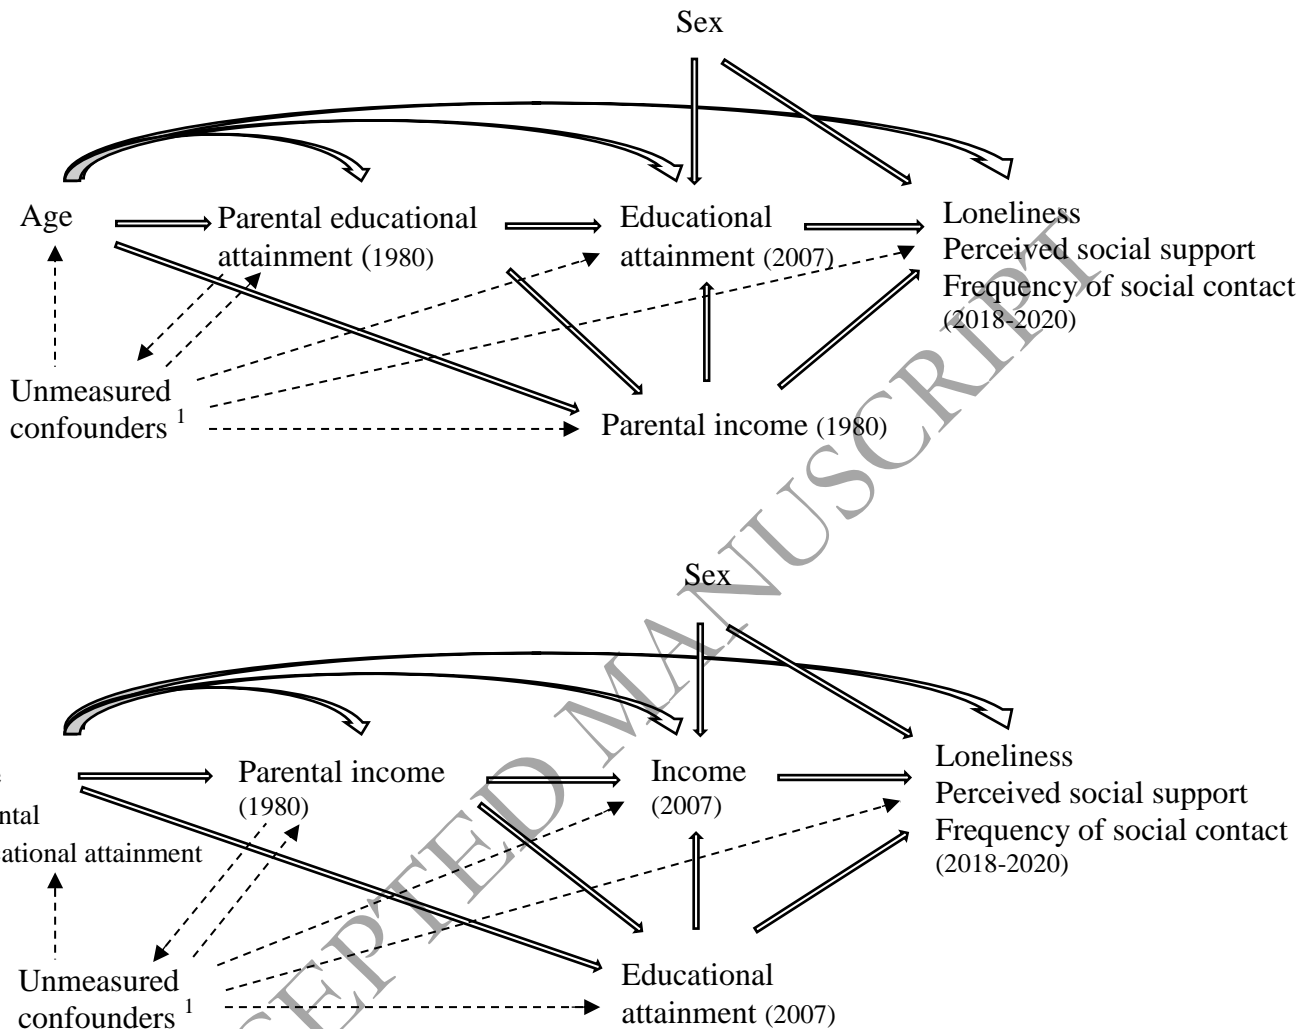 Sex
Age
Parental educational
attainment (1980)
Educational
attainment (2007)
Loneliness
Perceived social support
Frequency of social contact
(2018-2020)
Unmeasured
confounders 1
Parental income (1980)
Sex
Parental income
(1980)
Income
(2007)
Loneliness
Perceived social support
Frequency of social contact
(2018-2020)
ntal
cational attainment
Unmeasured
confounders 1
Educational
attainment (2007)
CEPTED MANUSCRIPT